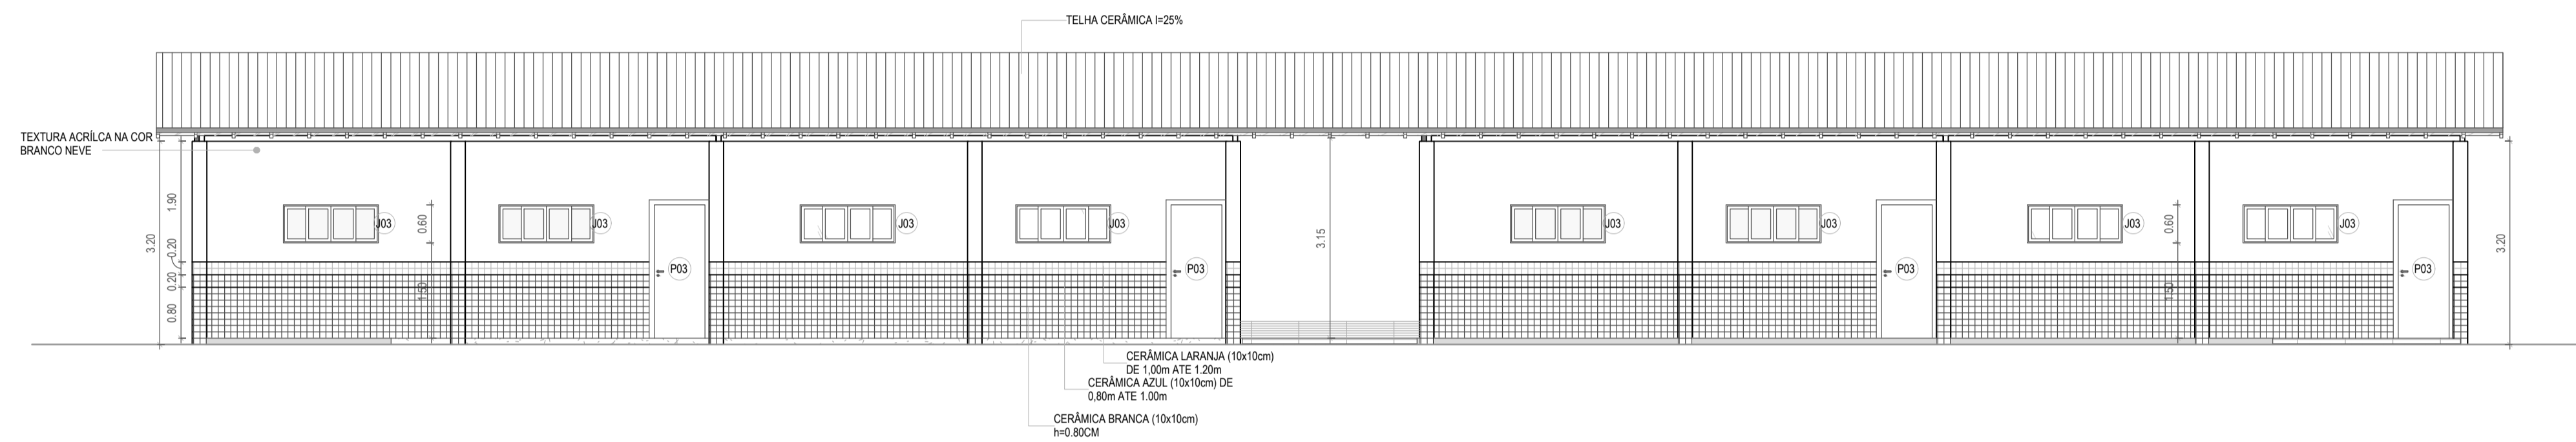 TELHA CERÂMICA I=25%
TEXTURA ACRÍLCA NA COR
BRANCO NEVE
3.20
1.90
0.20
0.20
0.80
J03
J03
0.60
1.50
P03
J03
J03
P03
3.15
J03
J03
P03
J03
0.60
1.50
J03
P03
3.20
CERÂMICA LARANJA (10x10cm)
DE 1,00m ATE 1.20m
CERÂMICA AZUL (10x10cm) DE
0,80m ATE 1.00m
CERÂMICA BRANCA (10x10cm)
h=0.80CM